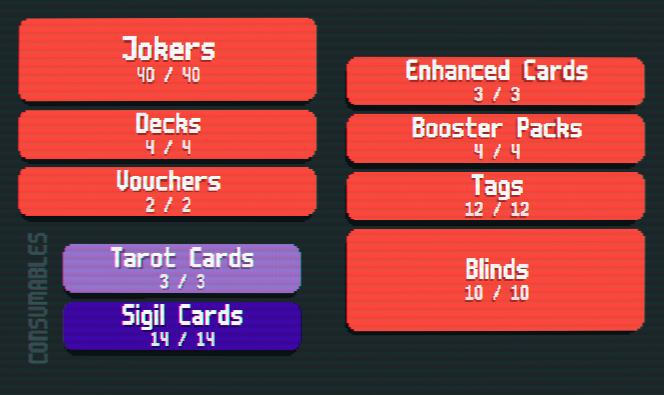 Jokers
40 / 40
Decks
4 / 4
Vouchers
2 / 2
CONSUMABLES
Tarot Cards
3 / 3
Sigil Cards
14 / 14
Enhanced Cards
3 / 3
Booster Packs
4 / 4
Tags
12 / 12
Blinds
10 / 10